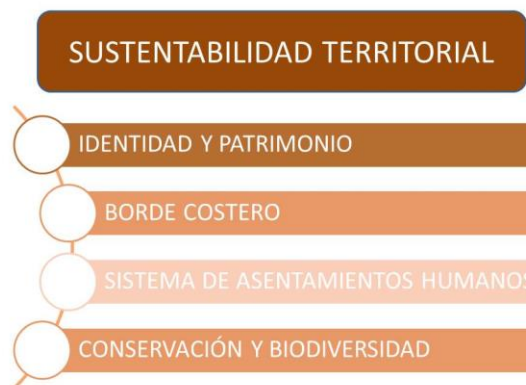 SUSTENTABILIDAD TERRITORIAL
IDENTIDAD Y PATRIMONIO
BORDE COSTERO
SISTEMA DE ASENTAMIENTOS HUMANOS
CONSERVACIÓN Y BIODIVERSIDAD